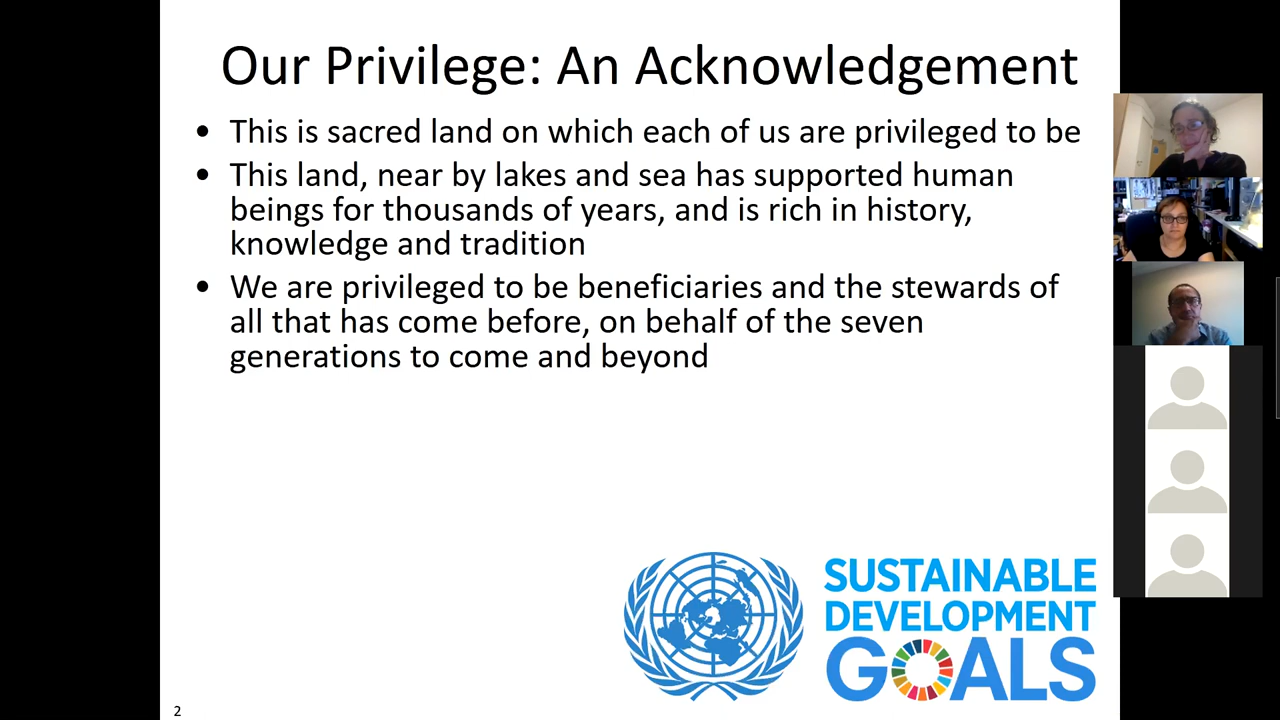 Our Privilege: An Acknowledgement
• This is sacred land on which each of us are privileged to be
• This land, near by lakes and sea has supported human
beings for thousands of years, and is rich in history,
knowledge and tradition
• We are privileged to be beneficiaries and the stewards of
all that has come before, on behalf of the seven
generations to come and beyond
SUSTAINABLE
DEVELOPMENT
GOALS
2